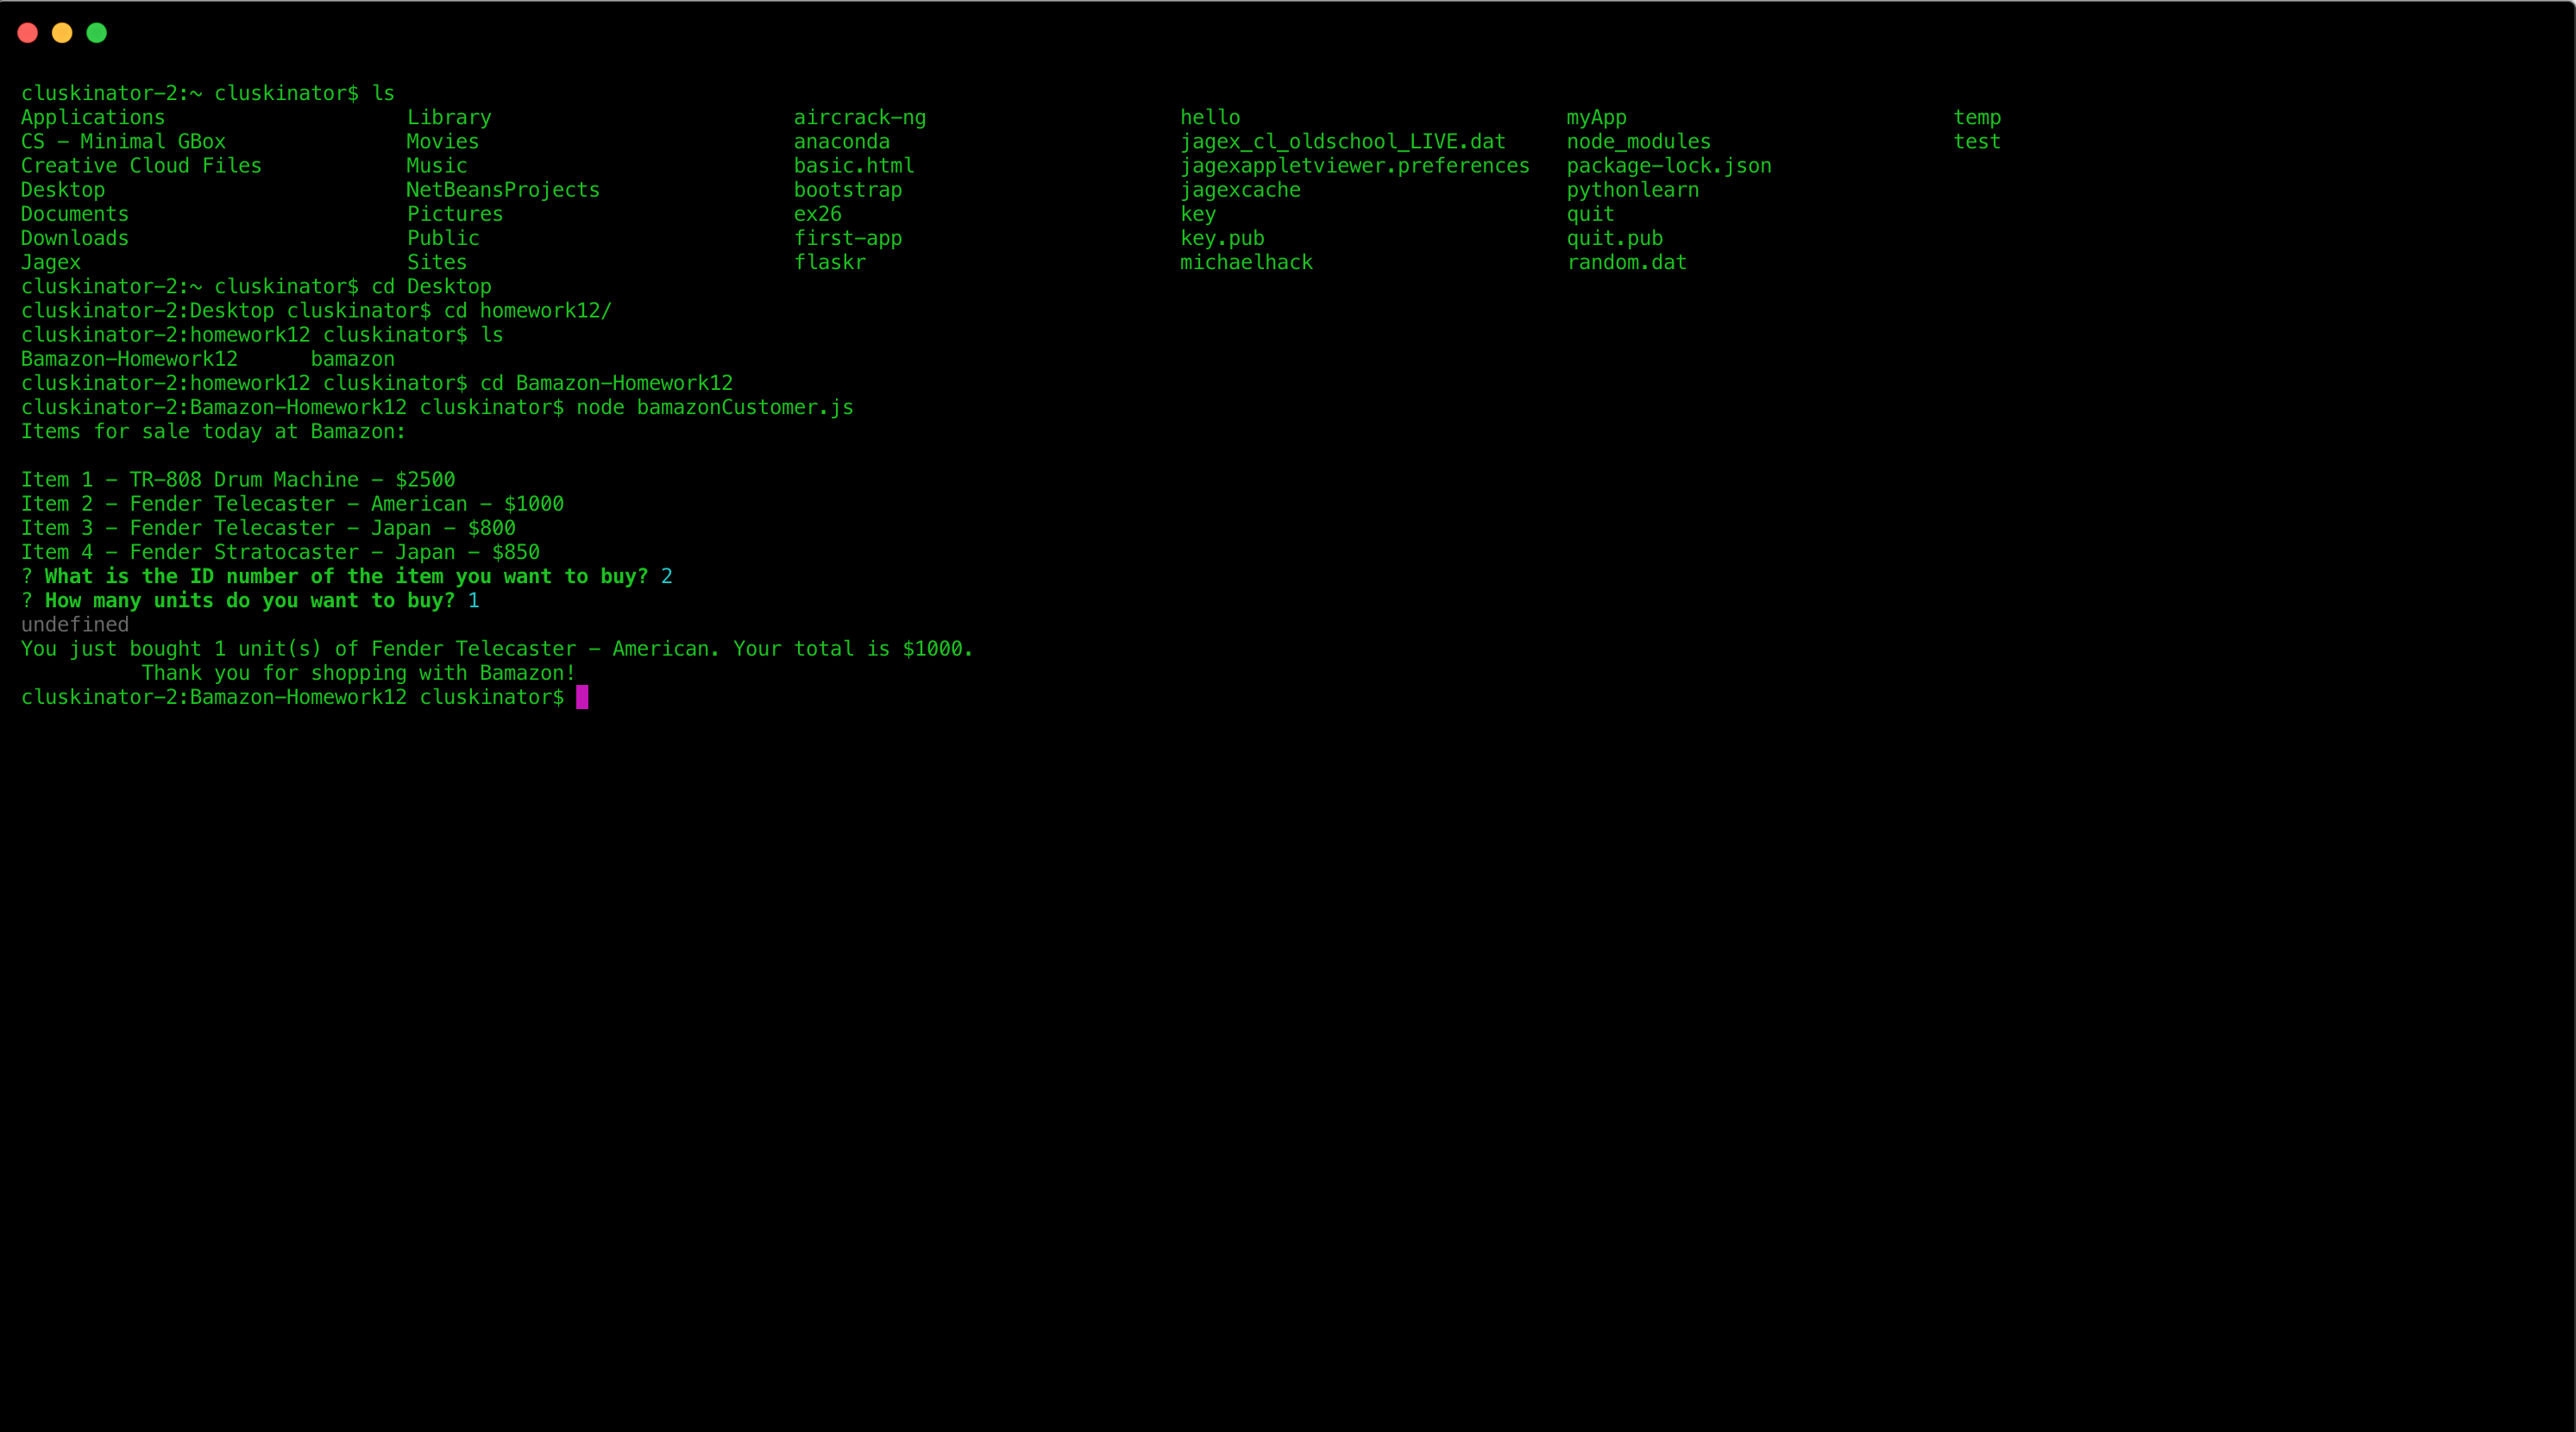 cluskinator-2:~ cluskinator$ ls
Applications Library aircrack-ng hello myApp temp
CS - Minimal GBox Movies anaconda jagex_cl_oldschool_LIVE.dat node_modules test
Creative Cloud Files Music basic.html jagexappletviewer.preferences package-lock.json
Desktop NetBeansProjects bootstrap jagexcache pythonlearn
Documents Pictures ex26 key quit
Downloads Public first-app key.pub quit.pub
Jagex Sites flaskr michaelhack random.dat
cluskinator-2:~ cluskinator$ cd Desktop
cluskinator-2:Desktop cluskinator$ cd homework12/
cluskinator-2:homework12 cluskinator$ ls
Bamazon-Homework12 bamazon
cluskinator-2:homework12 cluskinator$ cd Bamazon-Homework12
cluskinator-2:Bamazon-Homework12 cluskinator$ node bamazonCustomer.js
Items for sale today at Bamazon:
Item 1 - TR-808 Drum Machine - $2500
Item 2 - Fender Telecaster - American - $1000
Item 3 - Fender Telecaster - Japan - $800
Item 4 - Fender Stratocaster - Japan - $850
? What is the ID number of the item you want to buy? 2
? How many units do you want to buy? 1
undefined
You just bought 1 unit(s) of Fender Telecaster - American. Your total is $1000.
Thank you for shopping with Bamazon!
cluskinator-2:Bamazon-Homework12 cluskinator$